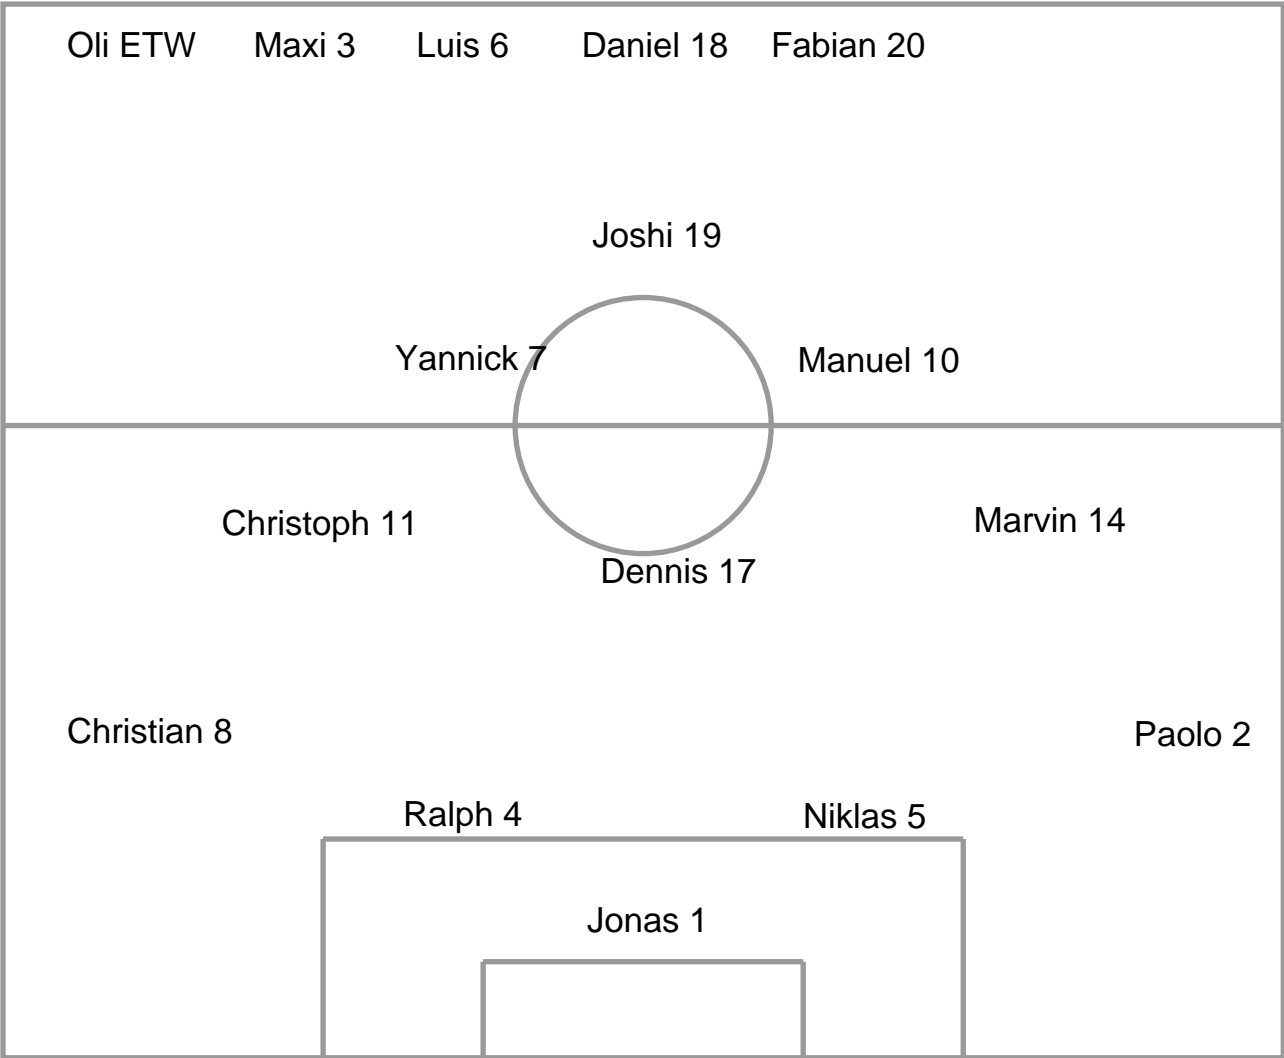 Oli ETW Maxi 3 Luis 6 Daniel 18 Fabian 20
Joshi 19
Yannick 7 Manuel 10
Christoph 11 Marvin 14
Dennis 17
Christian 8 Paolo 2
Ralph 4 Niklas 5
Jonas 1